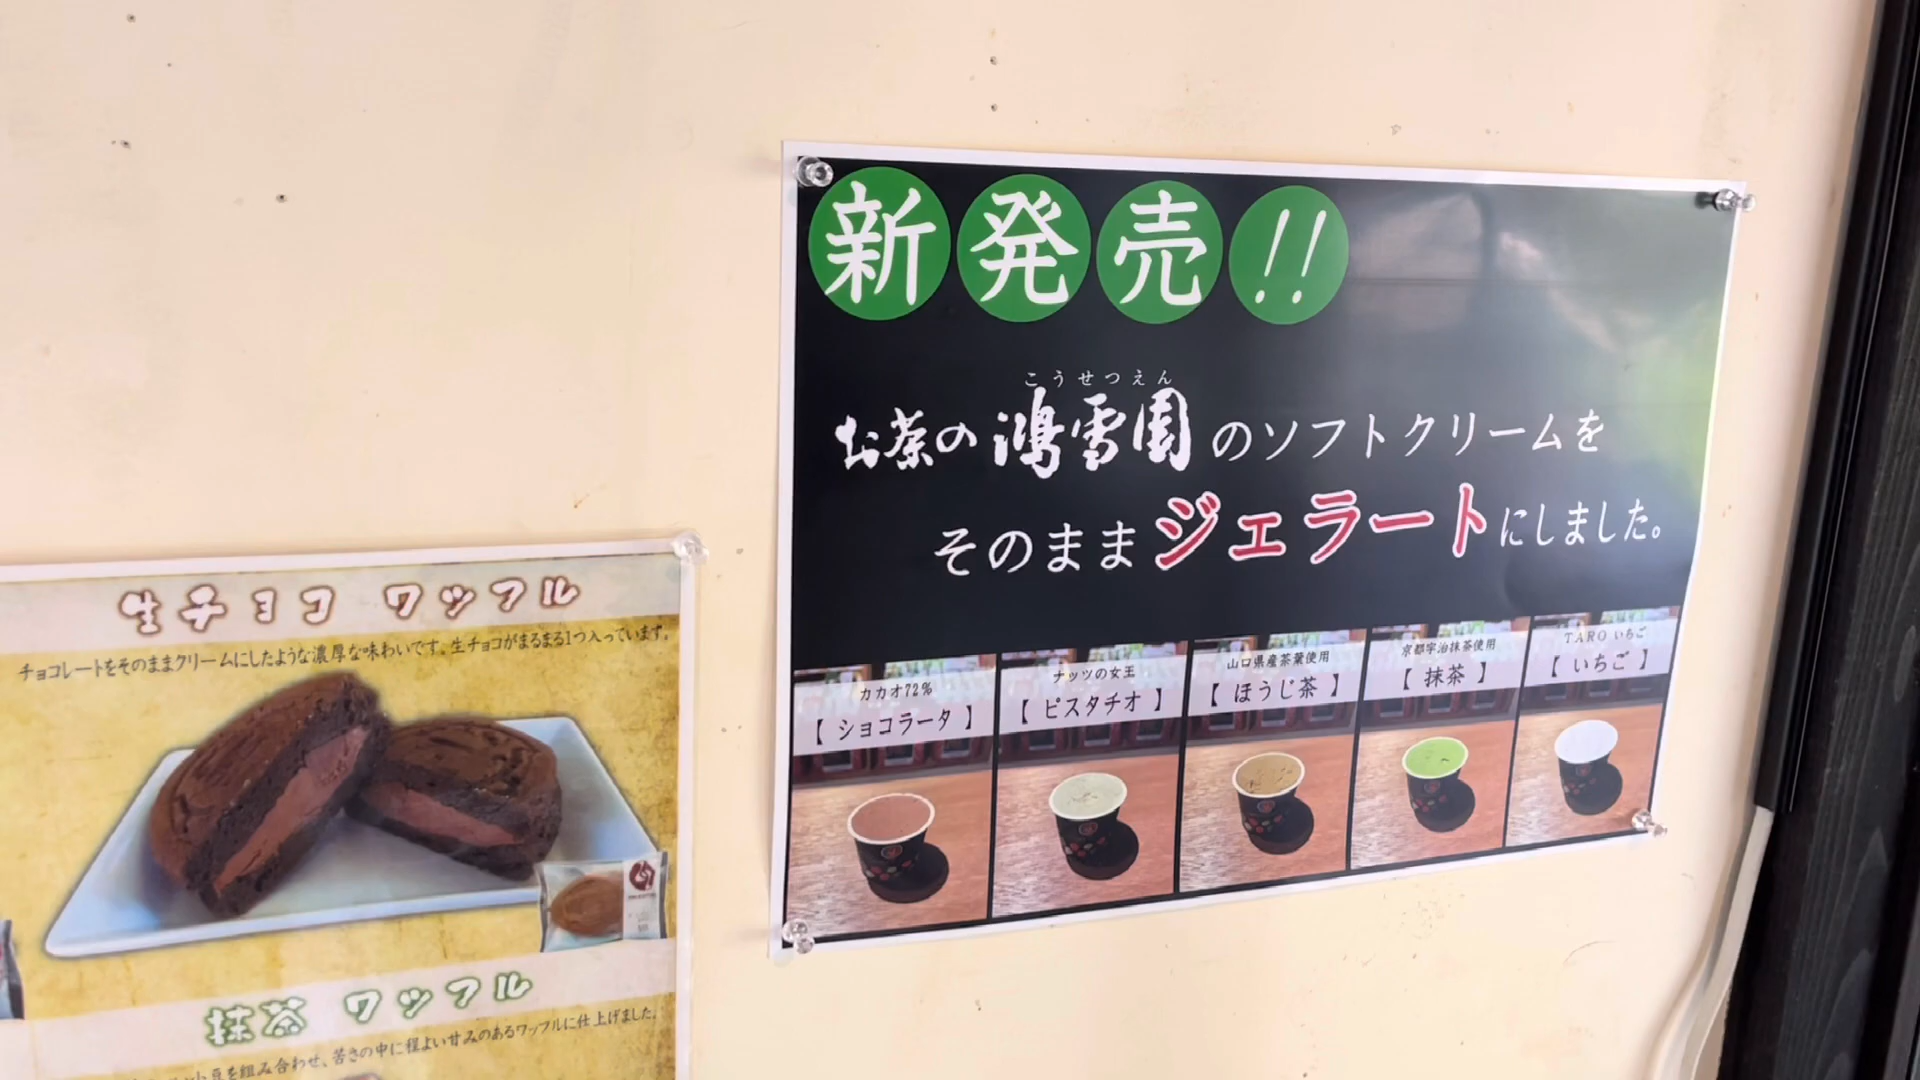 新発売!!
こうせつえん
お茶の鴻雪園のソフトクリームを
そのままジェラートにしました。
カカオ72%
【ショコラータ】
ナッツの女王
【ピスタチオ】
山口県産茶葉使用
【ほうじ茶】
京都宇治抹茶使用
【抹茶】
TARO いちご
【いちご】
生チョコ ワッフル
チョコレートをそのままクリームにしたような濃厚な味わいです。生チョコがまるまる1つ入っています。
抹茶 ワッフル
豆を組み合わせ、苦さの中に程よい甘みのあるワッフルに仕上げました。